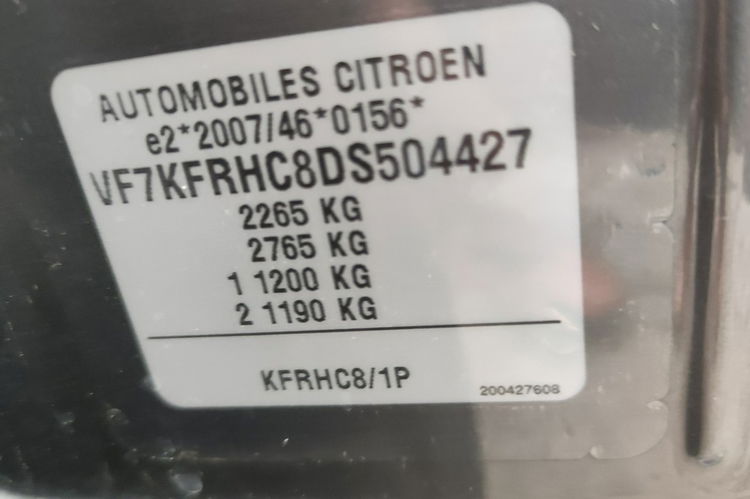 AUTOMOBILES CITROEN
e2*2007/46*0156*
VF7KFRHC8DS504427
2265 KG
2765 KG
1 1200 KG
2 1190 KG
KFRHC8/1P
200427608